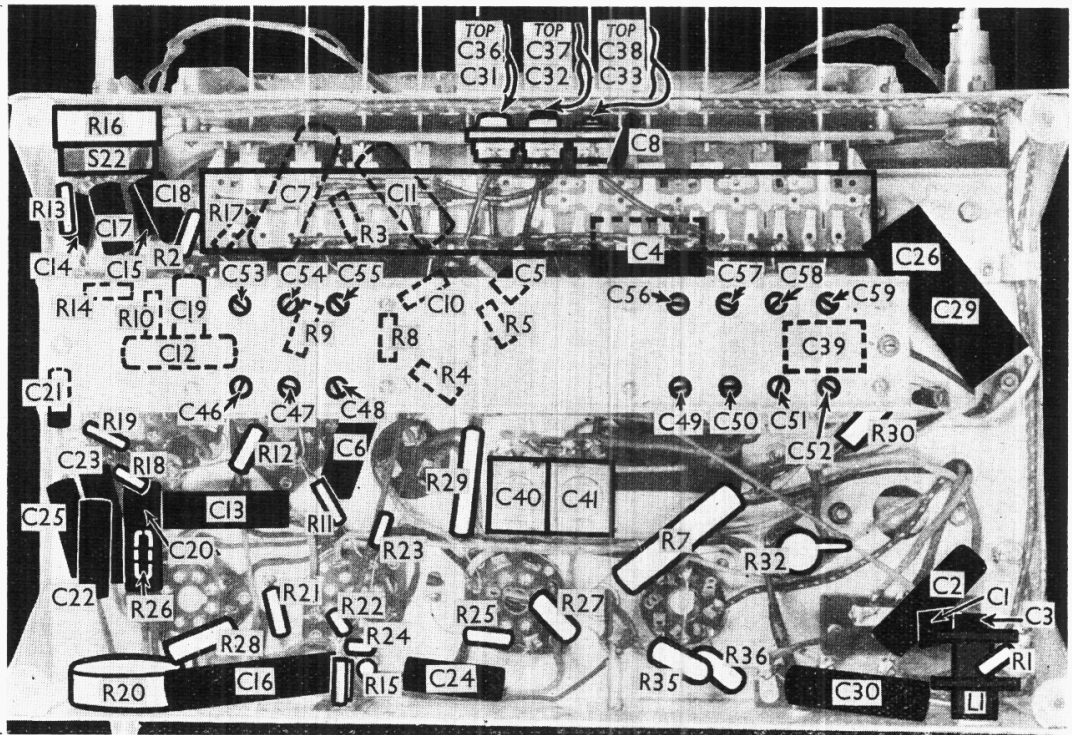 TOP TOP TOP
C36 C37 C38
C31 C32 C33
R16
C8
S22
C18
R13
C17
R17
C7
C11
R3
C4
C26
C14
C15
R2
C53 C54 C55
C5
C57 C58
C56
C59
R14
R10
C19
R9
C10
R8
R5
C29
C12
C39
R4
C21
C46 C47 C48
C49 C50 C51
C52
R19
R12
C6
R30
C23
R18
R29
C40 C41
C25
C13
R11
R23
C20
R7
R32
C2
C1
C3
C22
R26
R21
R22
R25
R27
R28
R24
R36
R1
R20
C16
R15
C24
R35
C30
L1